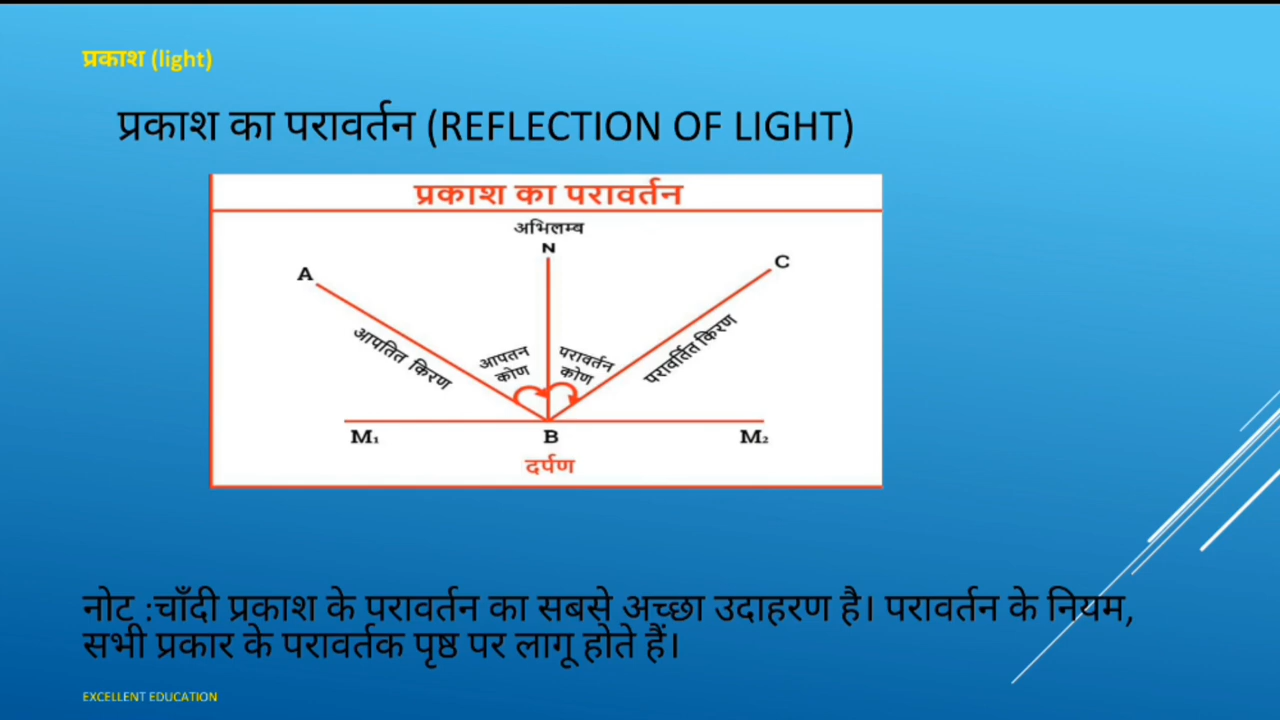 प्रकाश (light)
प्रकाश का परावर्तन (REFLECTION OF LIGHT)
प्रकाश का परावर्तन
अभिलम्ब
N
A
C
आपतित किरण
आपतन
कोण
परावर्तन
कोण
परावर्तित किरण
M₁
B
M₂
दर्पण
नोट :चाँदी प्रकाश के परावर्तन का सबसे अच्छा उदाहरण है। परावर्तन के नियम,
सभी प्रकार के परावर्तक पृष्ठ पर लागू होते हैं।
EXCELLENT EDUCATION